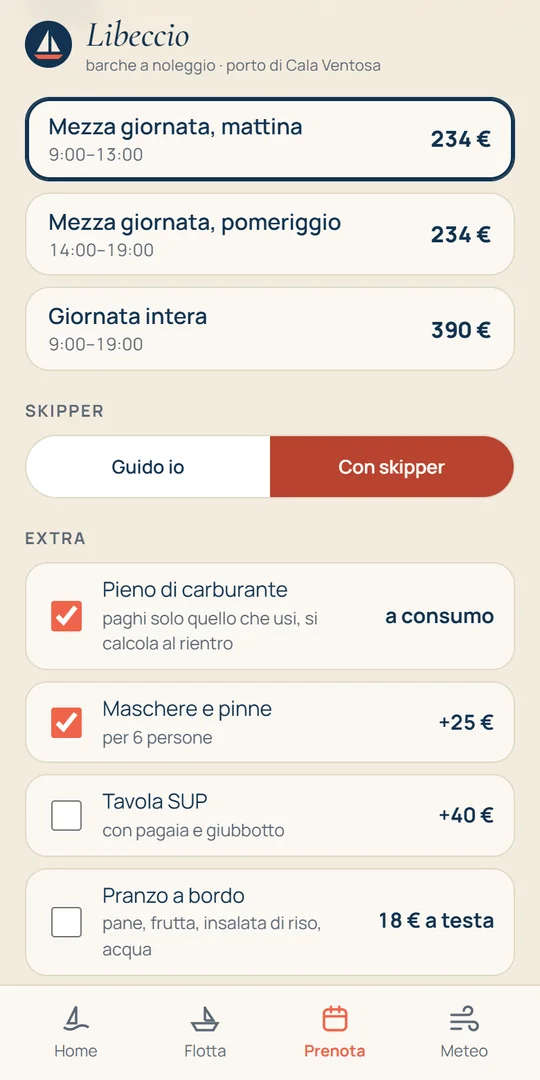 Libeccio
barche a noleggio · porto di Cala Ventosa
Mezza giornata, mattina
9:00–13:00
234 €
Mezza giornata, pomeriggio
14:00–19:00
234 €
Giornata intera
9:00–19:00
390 €
SKIPPER
Guido io
Con skipper
EXTRA
Pieno di carburante
paghi solo quello che usi, si
calcola al rientro
a consumo
Maschere e pinne
per 6 persone
+25 €
Tavola SUP
con pagaia e giubbotto
+40 €
Pranzo a bordo
pane, frutta, insalata di riso,
acqua
18 € a testa
Home
Flotta
Prenota
Meteo